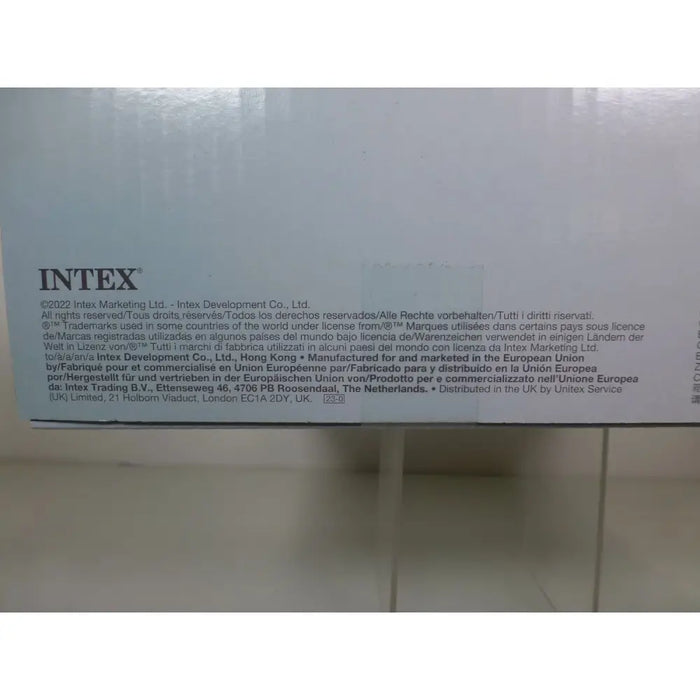 INTEX®
©2022 Intex Marketing Ltd. - Intex Development Co., Ltd.
All rights reserved/Tous droits réservés/Todos los derechos reservados/Alle Rechte vorbehalten/Tutti i diritti riservati.
®™ Trademarks used in some countries of the world under license from/®™ Marques utilisées dans certains pays sous licence
de/Marcas registradas utilizadas en algunos países del mundo bajo licencia de/Warenzeichen verwendet in einigen Ländern der
Welt in Lizenz von/®™ Tutti i marchi di fabbrica utilizzati in alcuni paesi del mondo con licenza da Intex Marketing Ltd.
to/à/a/an/a Intex Development Co., Ltd., Hong Kong • Manufactured for and marketed in the European Union
by/Fabriqué pour et commercialisé en Union Européenne par/Fabricado para y distribuido en la Unión Europea
por/Hergestellt für und vertrieben in der Europäischen Union von/Prodotto per e commercializzato nell'Unione Europea
da: Intex Trading B.V., Ettenseweg 46, 4706 PB Roosendaal, The Netherlands. • Distributed in the UK by Unitex Service
(UK) Limited, 21 Holborn Viaduct, London EC1A 2DY, UK. 23-0